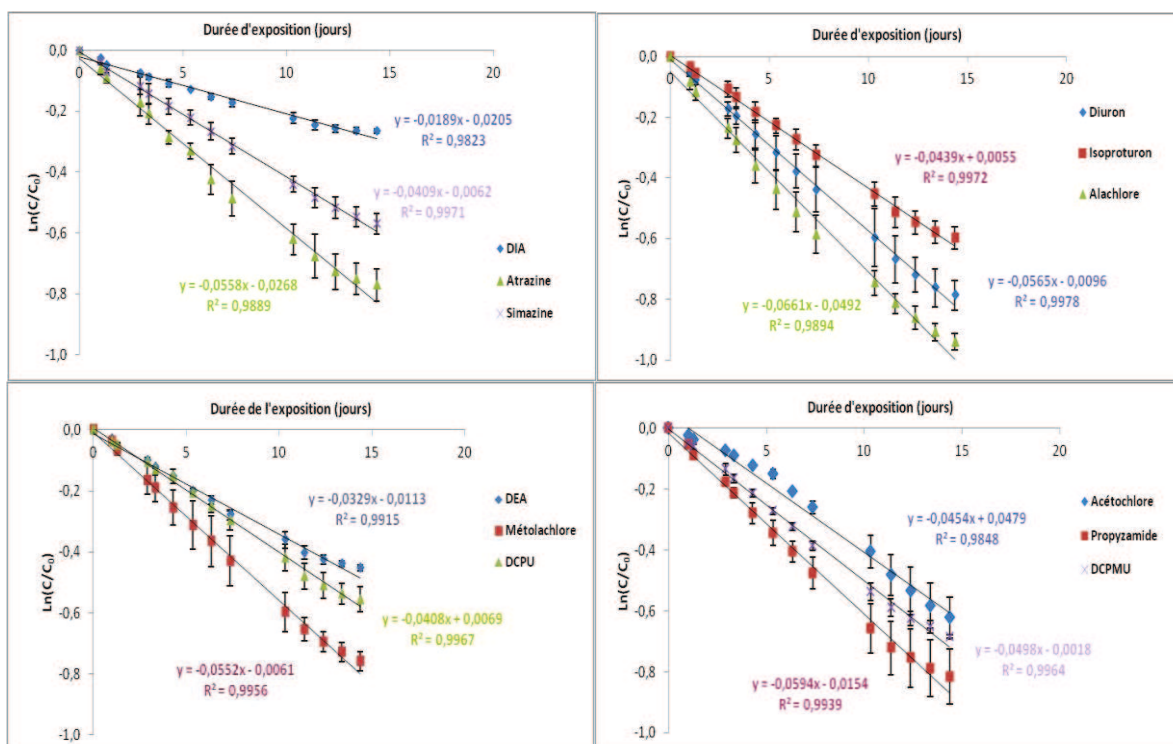 Durée d'exposition (jours)
0 5 10 15 20
0,0
-0,2
-0,4
-0,6
-0,8
-1,0
Ln(C/C₀)
y = -0,0189x - 0,0205
R² = 0,9823
y = -0,0409x - 0,0062
R² = 0,9971
y = -0,0558x - 0,0268
R² = 0,9889
DIA
Atrazine
Simazine
Durée d'exposition (jours)
0 5 10 15 20
0,0
-0,2
-0,4
-0,6
-0,8
-1,0
Ln(C/C₀)
Diuron
Isoproturon
Alachlore
y = -0,0439x + 0,0055
R² = 0,9972
y = -0,0565x - 0,0096
R² = 0,9978
y = -0,0661x - 0,0492
R² = 0,9894
Durée de l'exposition (jours)
0 5 10 15 20
0,0
-0,2
-0,4
-0,6
-0,8
-1,0
Ln(C/C₀)
DEA
Métolachlore
DCPU
y = -0,0329x - 0,0113
R² = 0,9915
y = -0,0408x + 0,0069
R² = 0,9967
y = -0,0552x - 0,0061
R² = 0,9956
Durée d'exposition (jours)
0 5 10 15 20
0,0
-0,2
-0,4
-0,6
-0,8
-1,0
Ln(C/C₀)
Acétochlore
Propyzamide
DCPMU
y = -0,0454x + 0,0479
R² = 0,9848
y = -0,0498x - 0,0018
R² = 0,9964
y = -0,0594x - 0,0154
R² = 0,9939